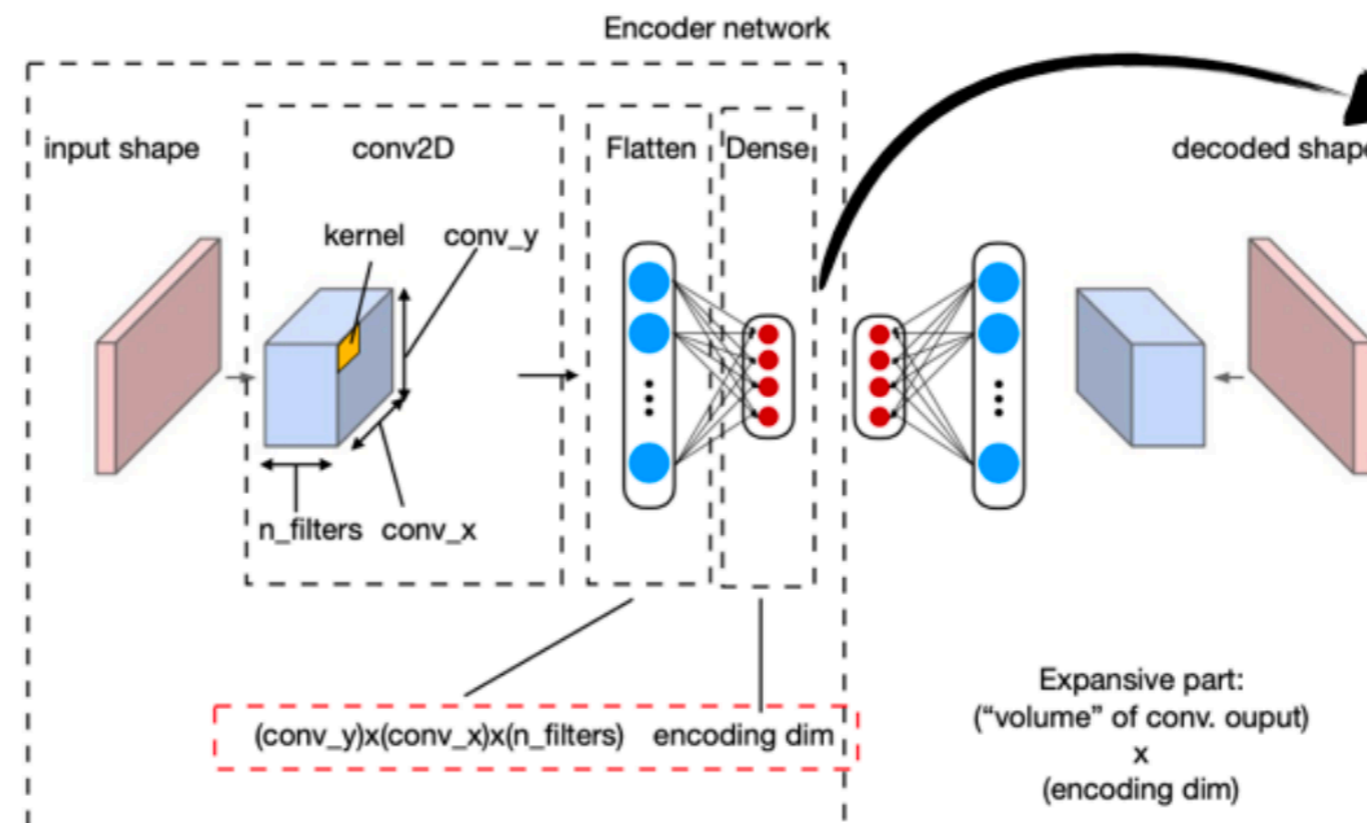 Encoder network
input shape
conv2D
Flatten
Dense
decoded shape
kernel
conv_y
n_filters
conv_x
(conv_y)x(conv_x)x(n_filters)
encoding dim
Expansive part:
(“volume” of conv. ouput)
x
(encoding dim)